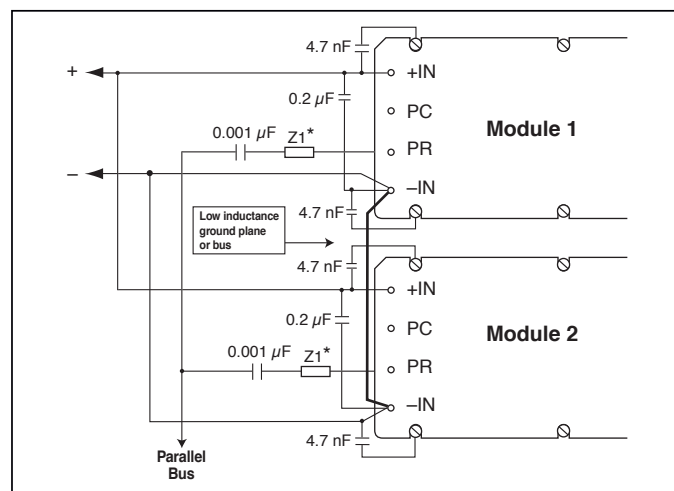 4.7 nF
+
+IN
0.2 µF
PC
Module 1
0.001 µF
Z1*
PR
–
–IN
4.7 nF
Low inductance
ground plane
or bus
4.7 nF
+IN
0.2 µF
PC
Module 2
0.001 µF
Z1*
PR
–IN
4.7 nF
Parallel
Bus